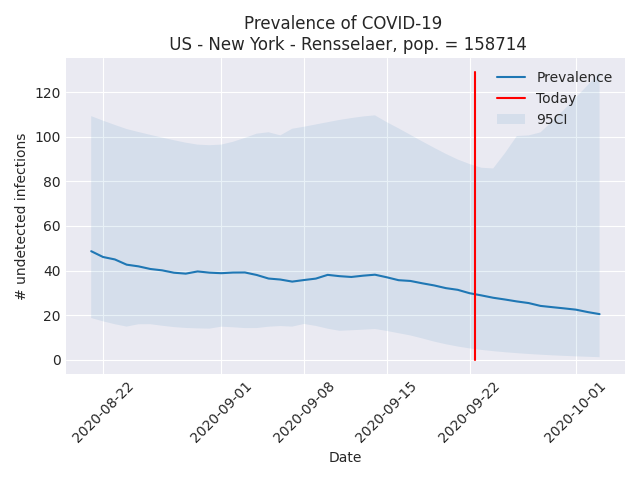 Prevalence of COVID-19
US - New York - Rensselaer, pop. = 158714
Prevalence
Today
95CI
120
100
80
60
40
20
0
# undetected infections
2020-08-22
2020-09-01
2020-09-08
2020-09-15
2020-09-22
2020-10-01
Date